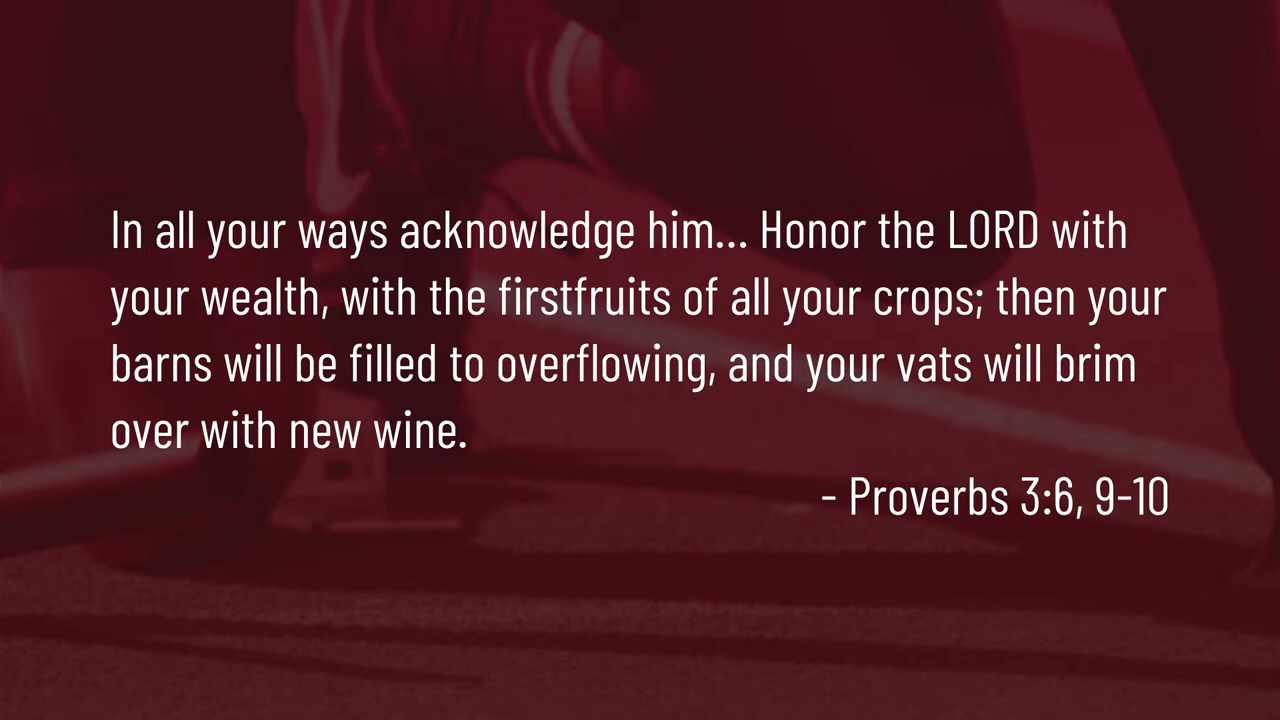 In all your ways acknowledge him... Honor the LORD with
your wealth, with the firstfruits of all your crops; then your
barns will be filled to overflowing, and your vats will brim
over with new wine.
- Proverbs 3:6, 9-10